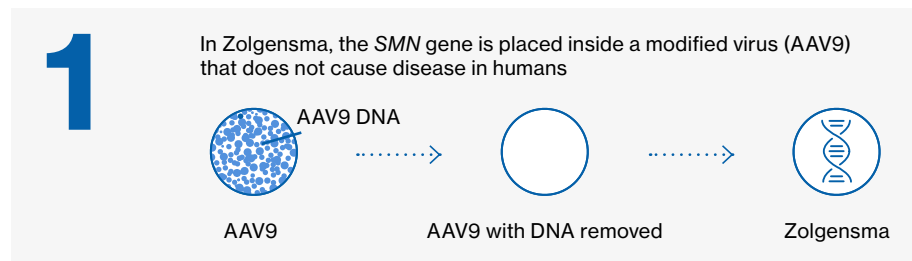 1
In Zolgensma, the SMN gene is placed inside a modified virus (AAV9)
that does not cause disease in humans
AAV9 DNA
AAV9
AAV9 with DNA removed
Zolgensma